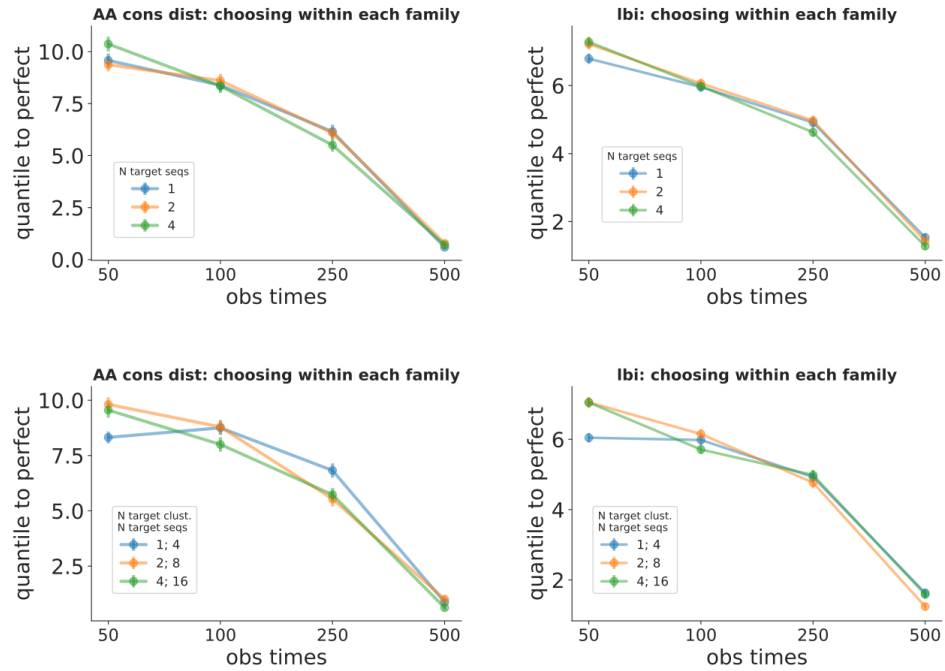 AA cons dist: choosing within each family
10.0
7.5
5.0
2.5
0.0
quantile to perfect
N target seqs
1
2
4
50 100 250 500
obs times
lbi: choosing within each family
6
4
2
quantile to perfect
N target seqs
1
2
4
50 100 250 500
obs times
AA cons dist: choosing within each family
10.0
7.5
5.0
2.5
quantile to perfect
N target clust.
N target seqs
1; 4
2; 8
4; 16
50 100 250 500
obs times
lbi: choosing within each family
6
4
2
quantile to perfect
N target clust.
N target seqs
1; 4
2; 8
4; 16
50 100 250 500
obs times